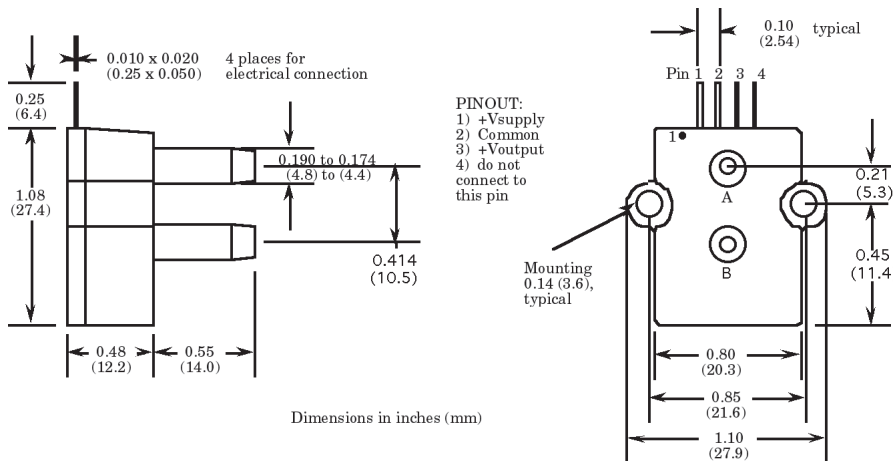 0.010 x 0.020
(0.25 x 0.050)
4 places for
electrical connection
0.25
(6.4)
1.08
(27.4)
0.190 to 0.174
(4.8) to (4.4)
0.414
(10.5)
0.48
(12.2)
0.55
(14.0)
Dimensions in inches (mm)
PINOUT:
1) +Vsupply
2) Common
3) +Voutput
4) do not
connect to
this pin
Mounting
0.14 (3.6),
typical
0.10
(2.54)
typical
Pin 1 2 3 4
1
A
B
0.21
(5.3)
0.45
(11.4
0.80
(20.3)
0.85
(21.6)
1.10
(27.9)